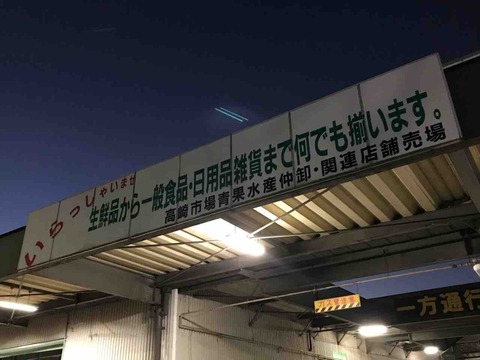 いらっしゃいませ
生鮮品から一般食品・日用品雑貨まで何でも揃います。
高崎市場青果水産仲卸・関連店舗売場
一方通行